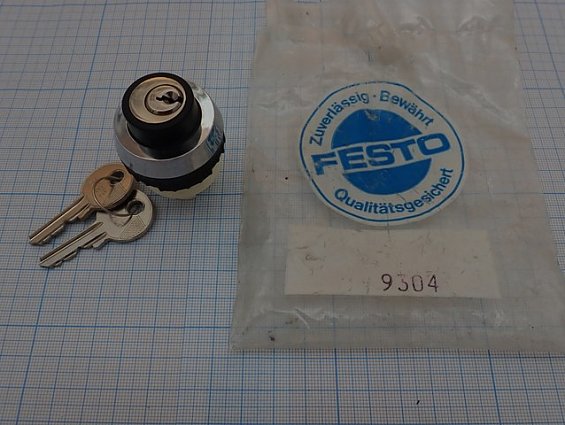 Zuverlässig · Bewährt
FESTO
Qualitätsgesichert
9304